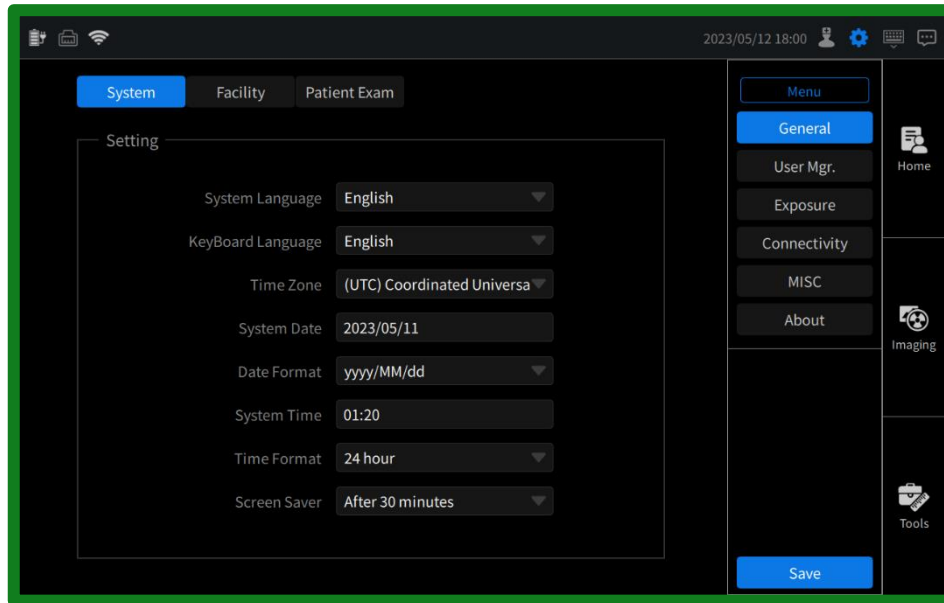 2023/05/12 18:00
System Facility Patient Exam
Setting
System Language English
KeyBoard Language English
Time Zone (UTC) Coordinated Universa
System Date 2023/05/11
Date Format yyyy/MM/dd
System Time 01:20
Time Format 24 hour
Screen Saver After 30 minutes
Menu
General
User Mgr.
Exposure
Connectivity
MISC
About
Save
Home
Imaging
Tools